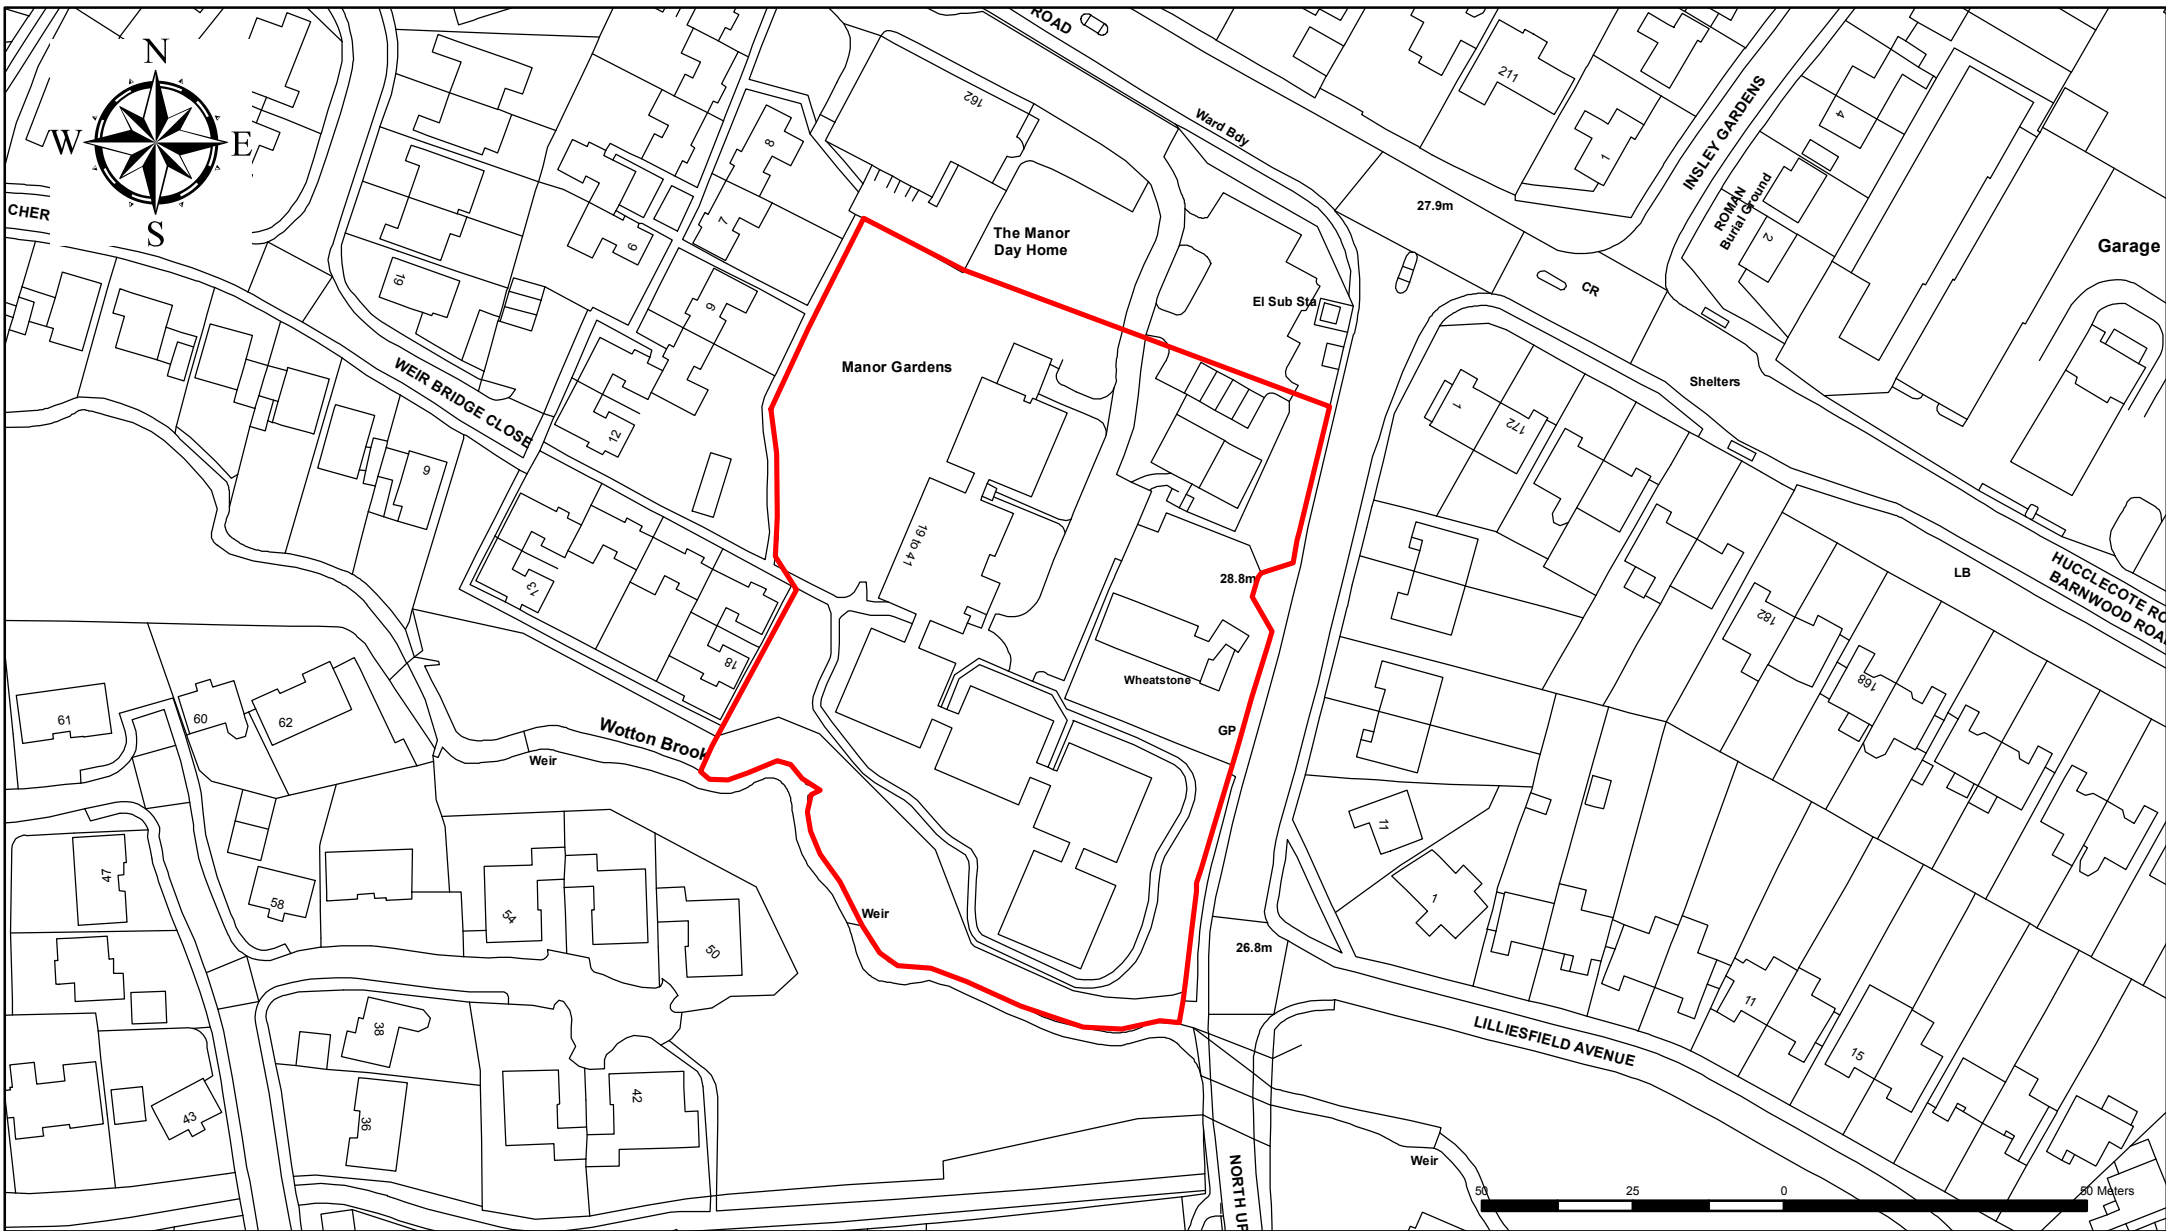 ROAD
N
W
E
S
CHER
162
211
1
Ward Bdy
INSLEY GARDENS
4
ROMAN
Burial Ground
2
27.9m
Garage
8
7
6
The Manor
Day Home
El Sub Sta
CR
19
9
Manor Gardens
WEIR BRIDGE CLOSE
Shelters
1
172
12
9
19 to 41
HUCCLECOTE RO
BARNWOOD ROA
LB
28.8m
73
18
182
Wheatstone
168
61
60
62
Wotton Brook
Weir
GP
11
47
58
54
50
1
Weir
26.8m
38
11
LILLIESFIELD AVENUE
15
43
36
42
NORTH UP
Weir
50
25
0
50 Meters